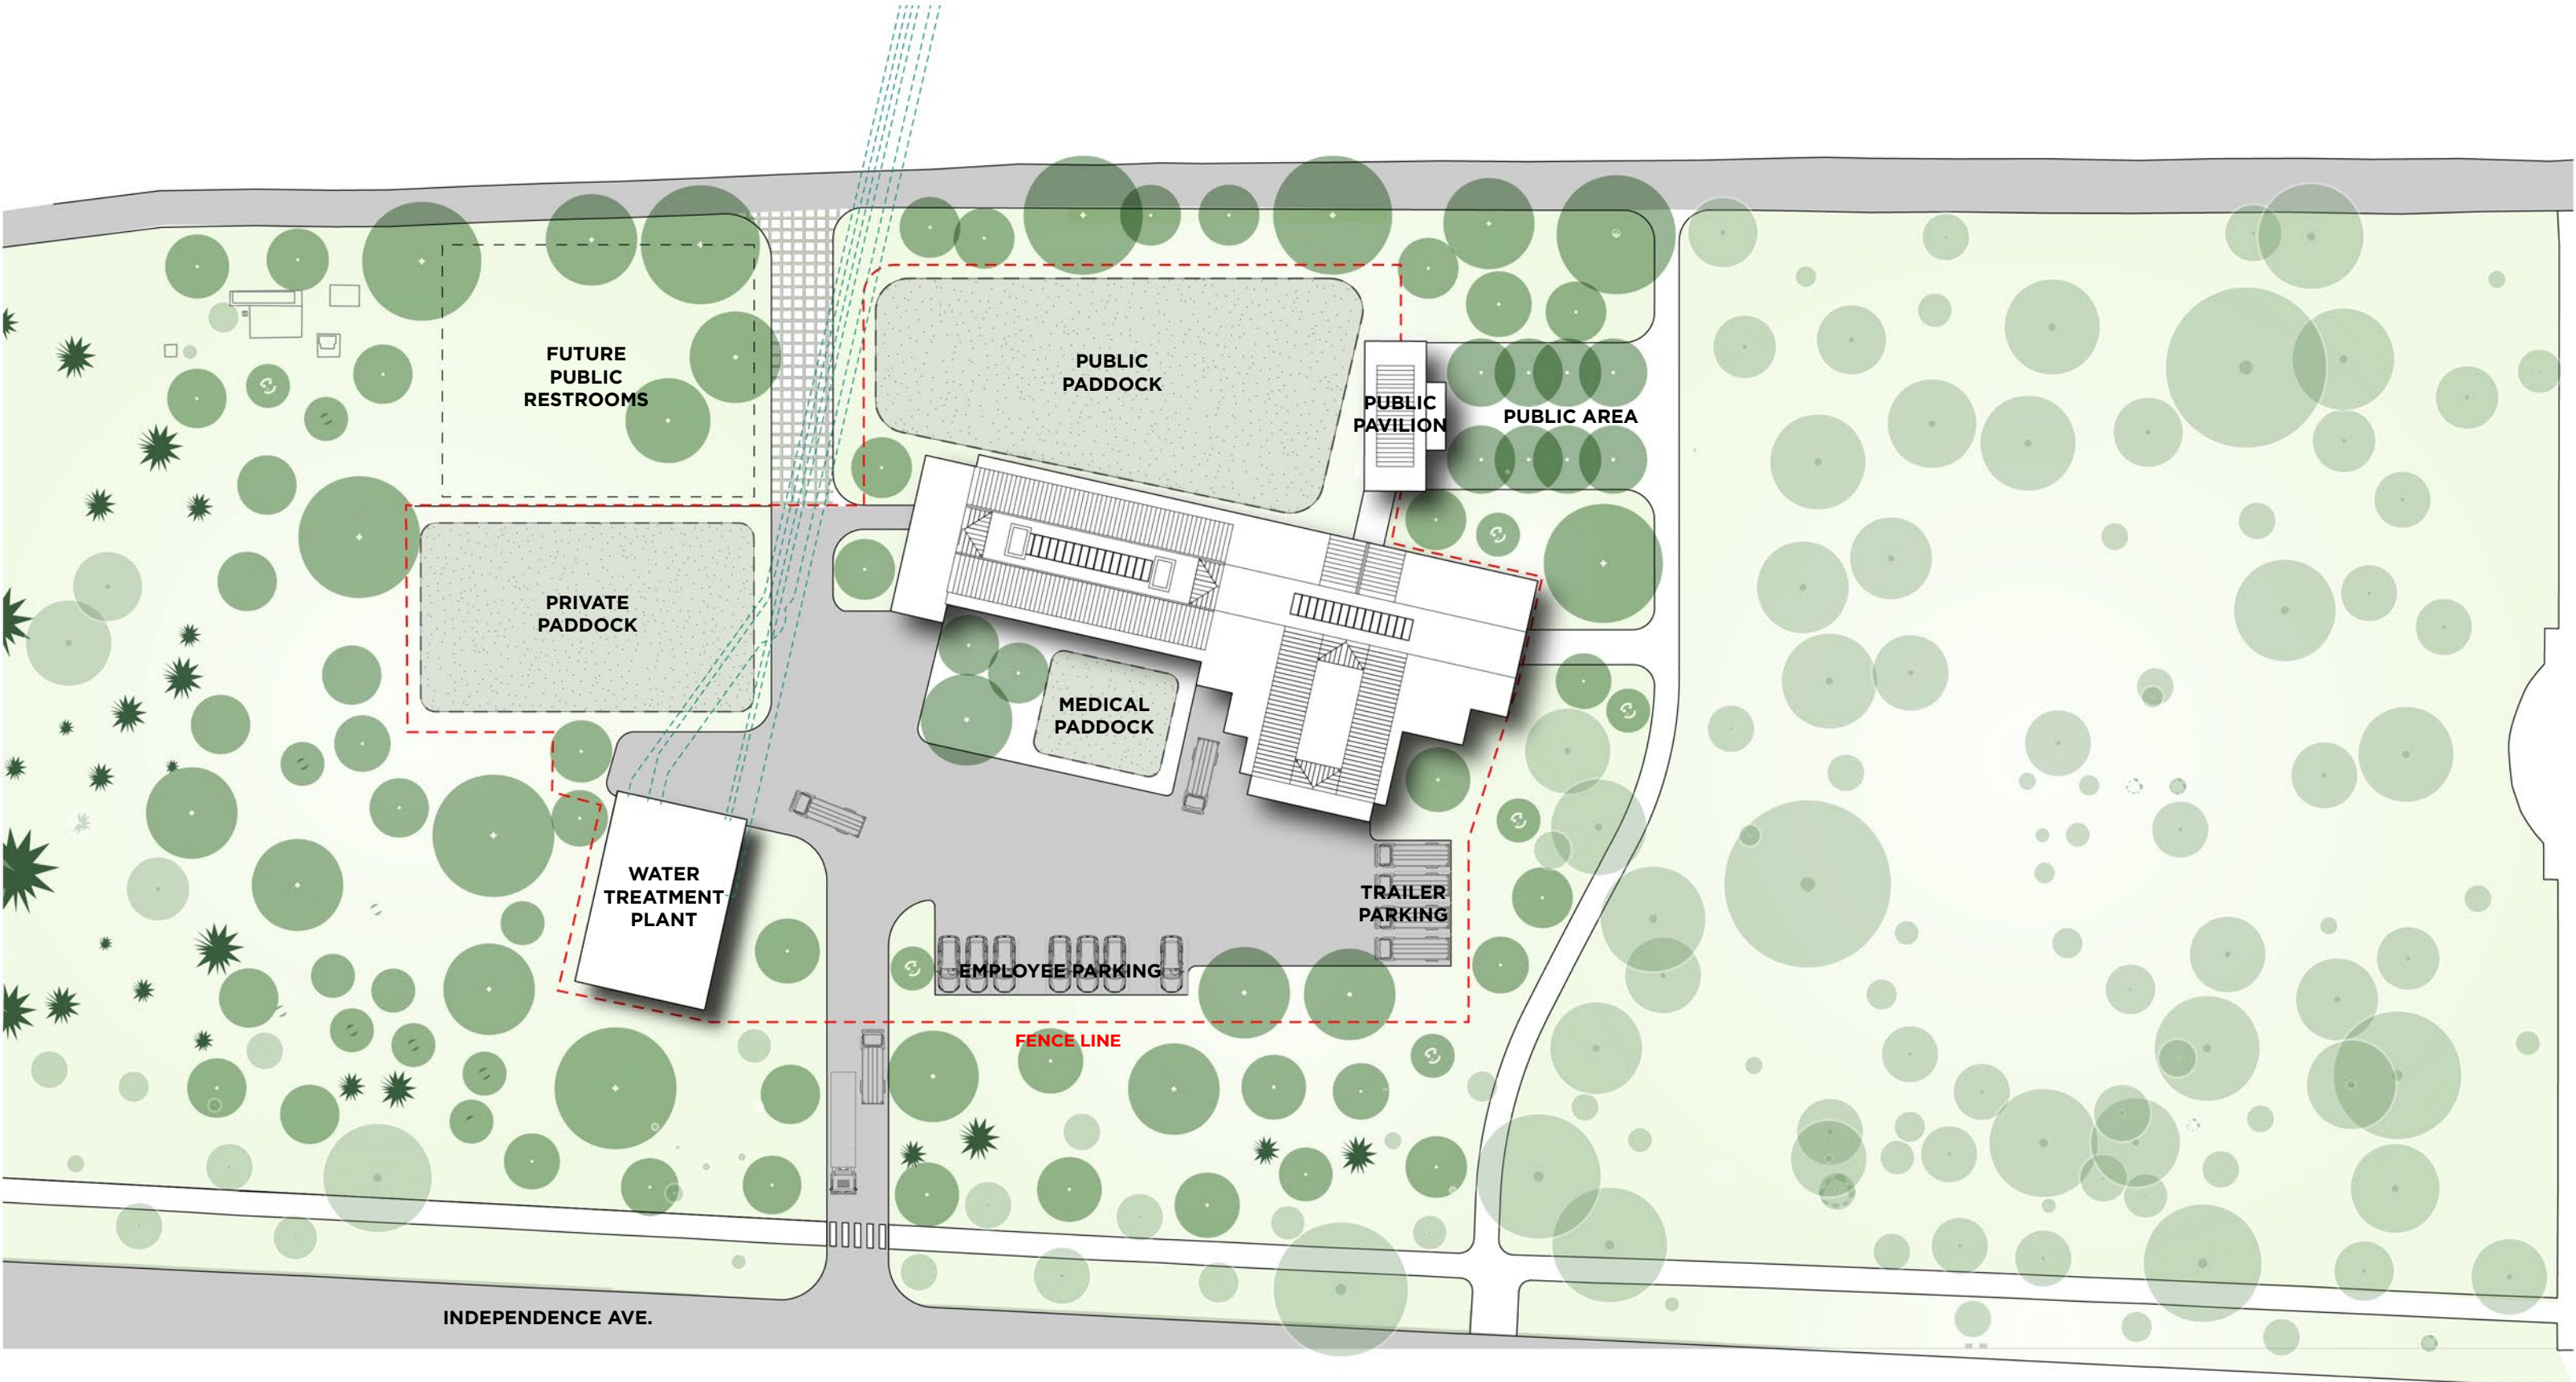 FUTURE
PUBLIC
RESTROOMS
PUBLIC
PADDOCK
PUBLIC
PAVILION
PUBLIC AREA
PRIVATE
PADDOCK
MEDICAL
PADDOCK
WATER
TREATMENT
PLANT
TRAILER
PARKING
EMPLOYEE PARKING
FENCE LINE
INDEPENDENCE AVE.